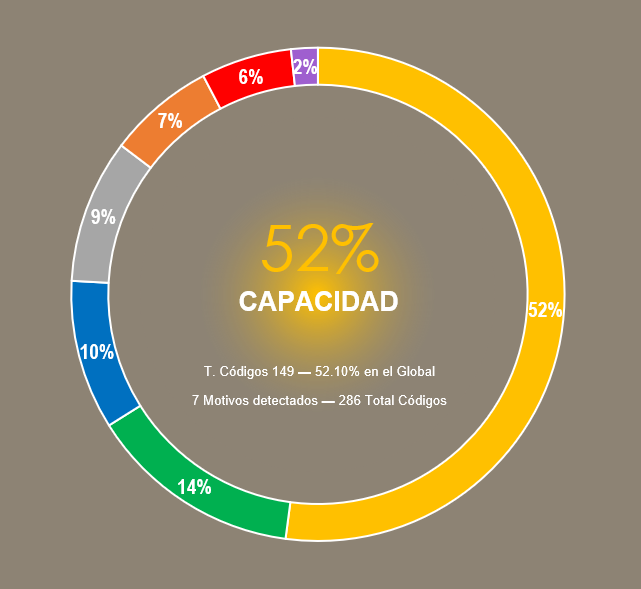 2%
6%
7%
9%
52%
CAPACIDAD
52%
10%
T. Códigos 149 — 52.10% en el Global
7 Motivos detectados — 286 Total Códigos
14%